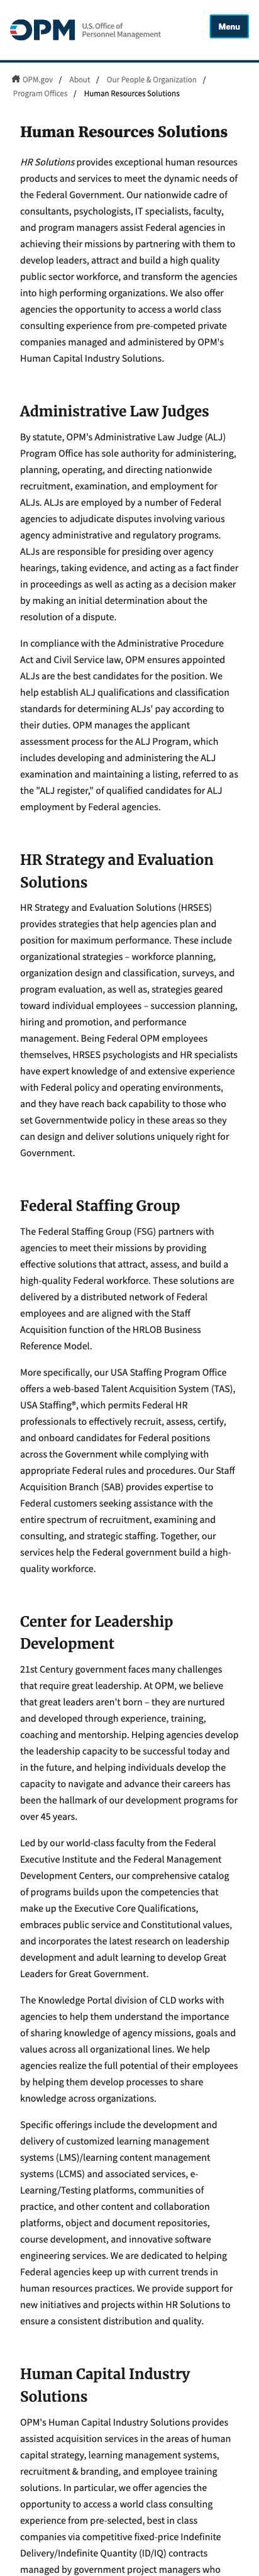 OPM U.S. Office of
Personnel Management
Menu
OPM.gov / About / Our People & Organization /
Program Offices / Human Resources Solutions
Human Resources Solutions
HR Solutions provides exceptional human resources
products and services to meet the dynamic needs of
the Federal Government. Our nationwide cadre of
consultants, psychologists, IT specialists, faculty,
and program managers assist Federal agencies in
achieving their missions by partnering with them to
develop leaders, attract and build a high quality
public sector workforce, and transform the agencies
into high performing organizations. We also offer
agencies the opportunity to access a world class
consulting experience from pre-competed private
companies managed and administered by OPM's
Human Capital Industry Solutions.
Administrative Law Judges
By statute, OPM's Administrative Law Judge (ALJ)
Program Office has sole authority for administering,
planning, operating, and directing nationwide
recruitment, examination, and employment for
ALJs. ALJs are employed by a number of Federal
agencies to adjudicate disputes involving various
agency administrative and regulatory programs.
ALJs are responsible for presiding over agency
hearings, taking evidence, and acting as a fact finder
in proceedings as well as acting as a decision maker
by making an initial determination about the
resolution of a dispute.
In compliance with the Administrative Procedure
Act and Civil Service law, OPM ensures appointed
ALJs are the best candidates for the position. We
help establish ALJ qualifications and classification
standards for determining ALJs' pay according to
their duties. OPM manages the applicant
assessment process for the ALJ Program, which
includes developing and administering the ALJ
examination and maintaining a listing, referred to as
the "ALJ register," of qualified candidates for ALJ
employment by Federal agencies.
HR Strategy and Evaluation
Solutions
HR Strategy and Evaluation Solutions (HRSES)
provides strategies that help agencies plan and
position for maximum performance. These include
organizational strategies – workforce planning,
organization design and classification, surveys, and
program evaluation, as well as, strategies geared
toward individual employees – succession planning,
hiring and promotion, and performance
management. Being Federal OPM employees
themselves, HRSES psychologists and HR specialists
have expert knowledge of and extensive experience
with Federal policy and operating environments,
and they have reach back capability to those who
set Governmentwide policy in these areas so they
can design and deliver solutions uniquely right for
Government.
Federal Staffing Group
The Federal Staffing Group (FSG) partners with
agencies to meet their missions by providing
effective solutions that attract, assess, and build a
high-quality Federal workforce. These solutions are
delivered by a distributed network of Federal
employees and are aligned with the Staff
Acquisition function of the HRLOB Business
Reference Model.
More specifically, our USA Staffing Program Office
offers a web-based Talent Acquisition System (TAS),
USA Staffing®, which permits Federal HR
professionals to effectively recruit, assess, certify,
and onboard candidates for Federal positions
across the Government while complying with
appropriate Federal rules and procedures. Our Staff
Acquisition Branch (SAB) provides expertise to
Federal customers seeking assistance with the
entire spectrum of recruitment, examining and
consulting, and strategic staffing. Together, our
services help the Federal government build a high-
quality workforce.
Center for Leadership
Development
21st Century government faces many challenges
that require great leadership. At OPM, we believe
that great leaders aren't born – they are nurtured
and developed through experience, training,
coaching and mentorship. Helping agencies develop
the leadership capacity to be successful today and
in the future, and helping individuals develop the
capacity to navigate and advance their careers has
been the hallmark of our development programs for
over 45 years.
Led by our world-class faculty from the Federal
Executive Institute and the Federal Management
Development Centers, our comprehensive catalog
of programs builds upon the competencies that
make up the Executive Core Qualifications,
embraces public service and Constitutional values,
and incorporates the latest research on leadership
development and adult learning to develop Great
Leaders for Great Government.
The Knowledge Portal division of CLD works with
agencies to help them understand the importance
of sharing knowledge of agency missions, goals and
values across all organizational lines. We help
agencies realize the full potential of their employees
by helping them develop processes to share
knowledge across organizations.
Specific offerings include the development and
delivery of customized learning management
systems (LMS)/learning content management
systems (LCMS) and associated services, e-
Learning/Testing platforms, communities of
practice, and other content and collaboration
platforms, object and document repositories,
course development, and innovative software
engineering services. We are dedicated to helping
Federal agencies keep up with current trends in
human resources practices. We provide support for
new initiatives and projects within HR Solutions to
ensure a consistent distribution and quality.
Human Capital Industry
Solutions
OPM's Human Capital Industry Solutions provides
assisted acquisition services in the areas of human
capital strategy, learning management systems,
recruitment & branding, and employee training
solutions. In particular, we offer agencies the
opportunity to access a world class consulting
experience from pre-selected, best in class
companies via competitive fixed-price Indefinite
Delivery/Indefinite Quantity (ID/IQ) contracts
managed by government project managers who